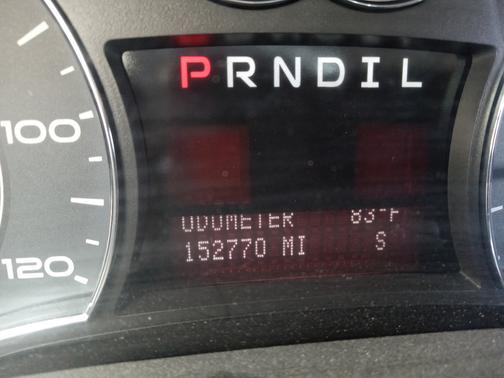 PRNDIL
100
ODOMETER 83°F
152770 MI S
120